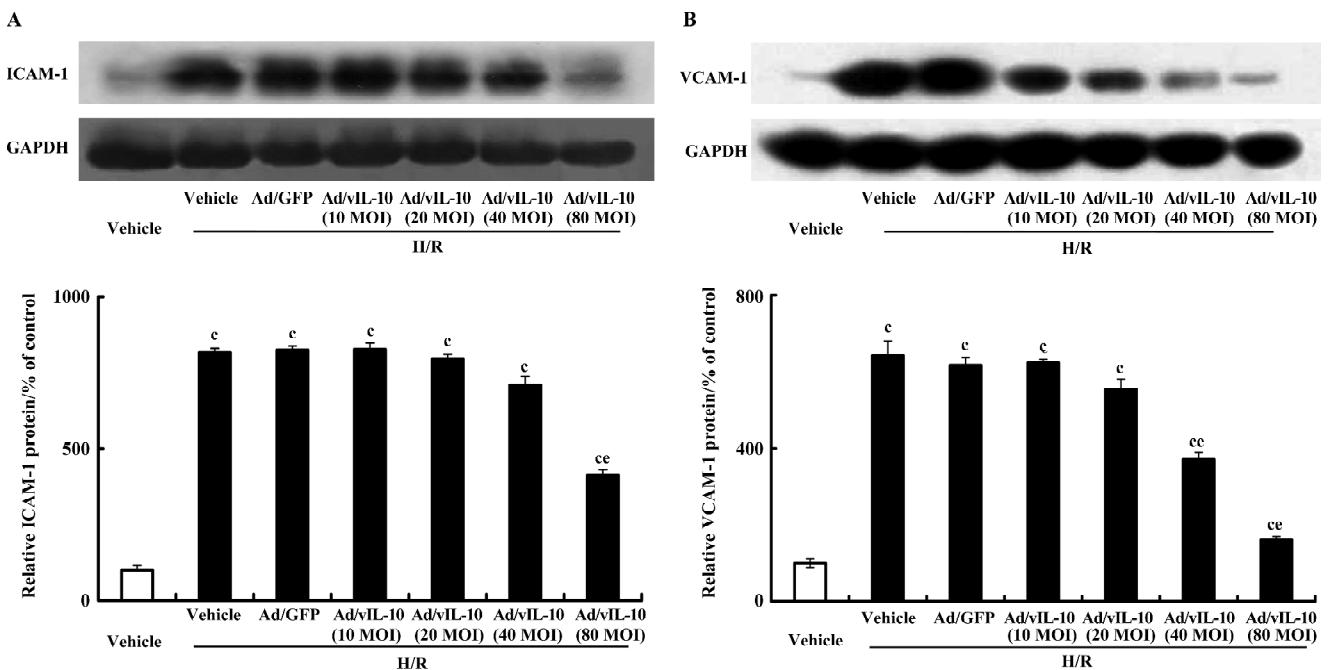 A
ICAM-1
GAPDH
Vehicle
Vehicle Ad/GFP Ad/vIL-10 (10 MOI) Ad/vIL-10 (20 MOI) Ad/vIL-10 (40 MOI) Ad/vIL-10 (80 MOI)
II/R
Relative ICAM-1 protein/% of control
1000
500
0
c c c c c ce
Vehicle
Vehicle Ad/GFP Ad/vIL-10 (10 MOI) Ad/vIL-10 (20 MOI) Ad/vIL-10 (40 MOI) Ad/vIL-10 (80 MOI)
H/R
B
VCAM-1
GAPDH
Vehicle
Vehicle Ad/GFP Ad/vIL-10 (10 MOI) Ad/vIL-10 (20 MOI) Ad/vIL-10 (40 MOI) Ad/vIL-10 (80 MOI)
H/R
Relative VCAM-1 protein/% of control
800
400
0
c c c c ce ce
Vehicle
Vehicle Ad/GFP Ad/vIL-10 (10 MOI) Ad/vIL-10 (20 MOI) Ad/vIL-10 (40 MOI) Ad/vIL-10 (80 MOI)
H/R